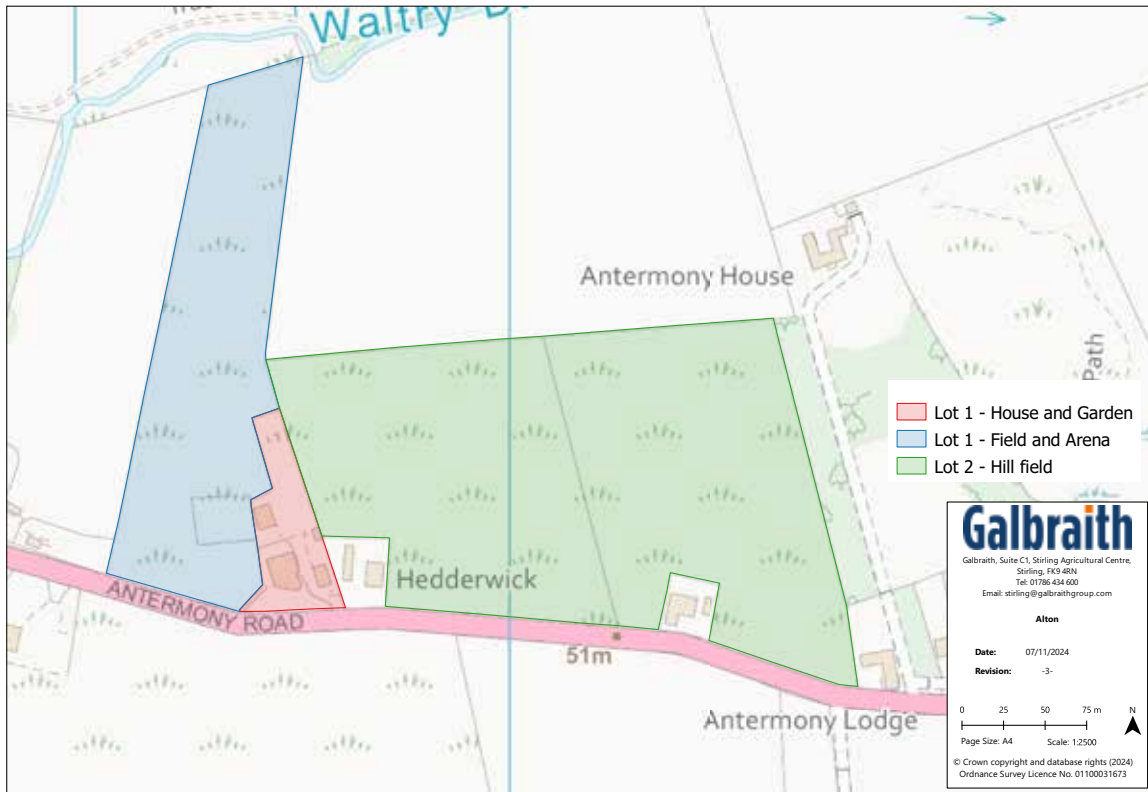 Waltry
Antermony House
Path
Lot 1 - House and Garden
Lot 1 - Field and Arena
Lot 2 - Hill field
Hedderwick
ANTERMONY ROAD
51m
Antermony Lodge
Galbraith
Galbraith, Suite C1, Stirling Agricultural Centre,
Stirling, FK9 4RN
Tel: 01786 434 600
Email: stirling@galbraithgroup.com
Alton
Date: 07/11/2024
Revision: -3-
0 25 50 75 m N
Page Size: A4 Scale: 1:2500
© Crown copyright and database rights (2024)
Ordnance Survey Licence No. 01100031673